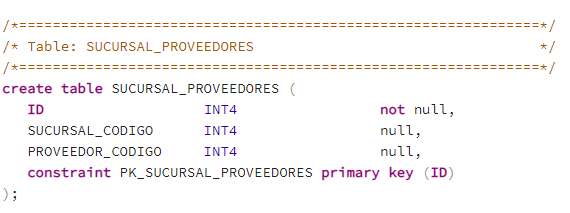 /*==============================================================*/
/* Table: SUCURSAL_PROVEEDORES                                  */
/*==============================================================*/
create table SUCURSAL_PROVEEDORES (
   ID                   INT4                 not null,
   SUCURSAL_CODIGO      INT4                 null,
   PROVEEDOR_CODIGO     INT4                 null,
   constraint PK_SUCURSAL_PROVEEDORES primary key (ID)
);